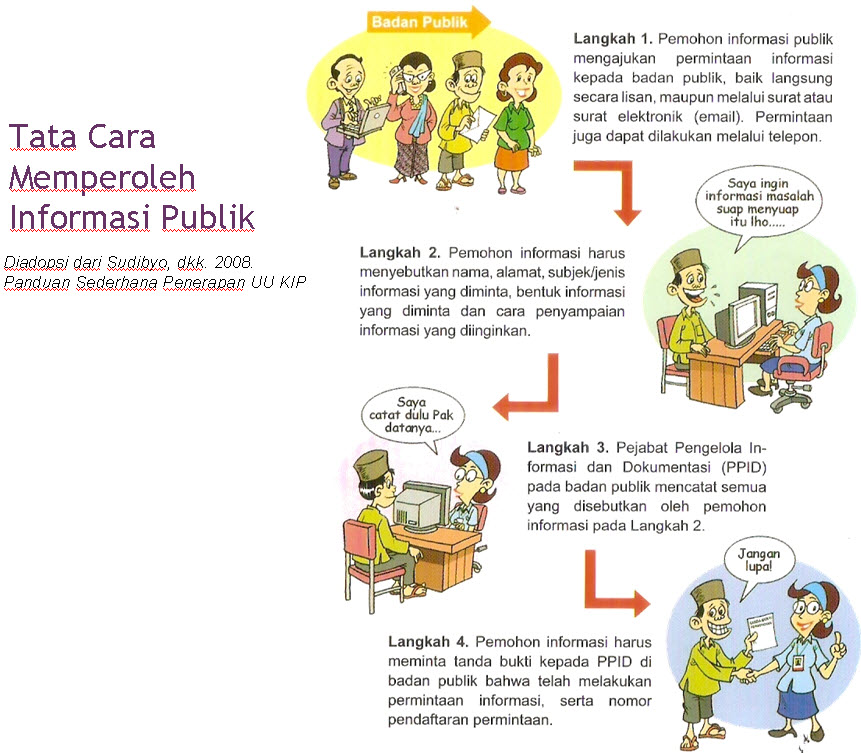 Tata Cara
Memperoleh
Informasi Publik
Diadopsi dari Sudibyo, dkk. 2008.
Panduan Sederhana Penerapan UU KIP
Badan Publik
Langkah 1. Pemohon informasi publik
mengajukan permintaan informasi
kepada badan publik, baik langsung
secara lisan, maupun melalui surat atau
surat elektronik (email). Permintaan
juga dapat dilakukan melalui telepon.
Saya ingin
informasi masalah
suap menyuap
itu lho.....
Langkah 2. Pemohon informasi harus
menyebutkan nama, alamat, subjek/jenis
informasi yang diminta, bentuk informasi
yang diminta dan cara penyampaian
informasi yang diinginkan.
Saya
catat dulu Pak
datanya...
Langkah 3. Pejabat Pengelola In-
formasi dan Dokumentasi (PPID)
pada badan publik mencatat semua
yang disebutkan oleh pemohon
informasi pada Langkah 2.
Jangan
lupa!
Langkah 4. Pemohon informasi harus
meminta tanda bukti kepada PPID di
badan publik bahwa telah melakukan
permintaan informasi, serta nomor
pendaftaran permintaan.